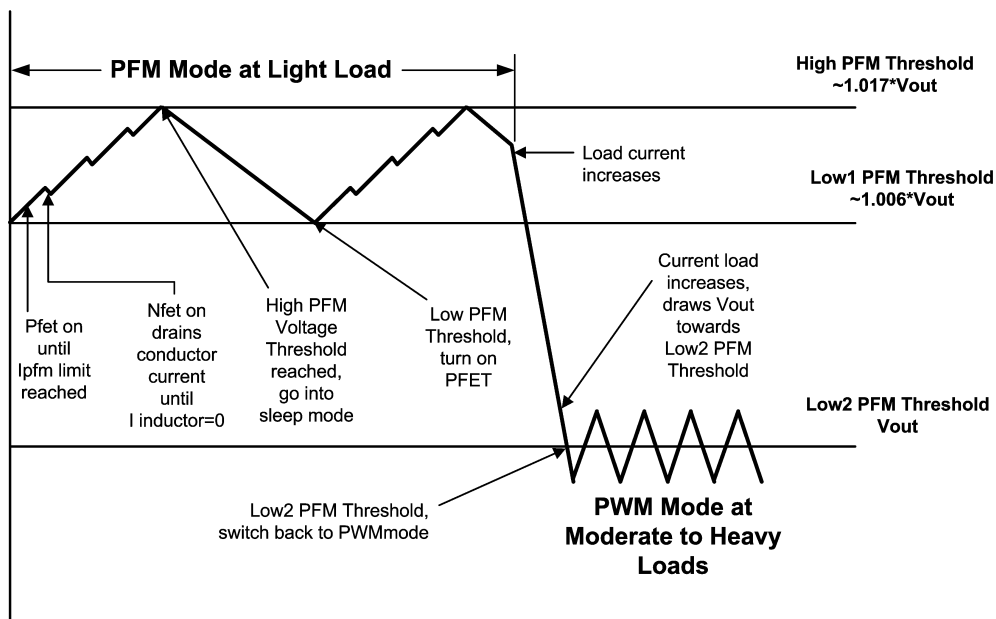 PFM Mode at Light Load
High PFM Threshold
~1.017*Vout
Load current
increases
Low1 PFM Threshold
~1.006*Vout
Pfet on
until
Ipfm limit
reached
Nfet on
drains
conductor
current
until
I inductor=0
High PFM
Voltage
Threshold
reached,
go into
sleep mode
Low PFM
Threshold,
turn on
PFET
Current load
increases,
draws Vout
towards
Low2 PFM
Threshold
Low2 PFM Threshold
Vout
Low2 PFM Threshold,
switch back to PWMmode
PWM Mode at
Moderate to Heavy
Loads